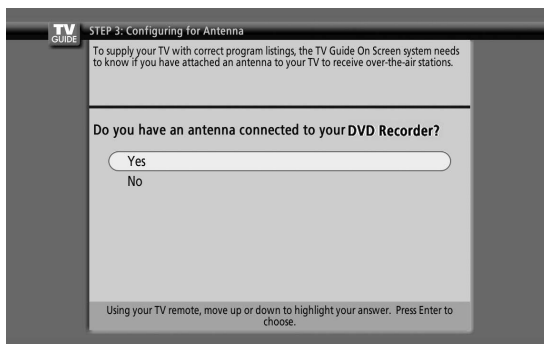 TV
GUIDE
STEP 3: Configuring for Antenna
To supply your TV with correct program listings, the TV Guide On Screen system needs
to know if you have attached an antenna to your TV to receive over-the-air stations.
Do you have an antenna connected to your DVD Recorder?
Yes
No
Using your TV remote, move up or down to highlight your answer. Press Enter to
choose.